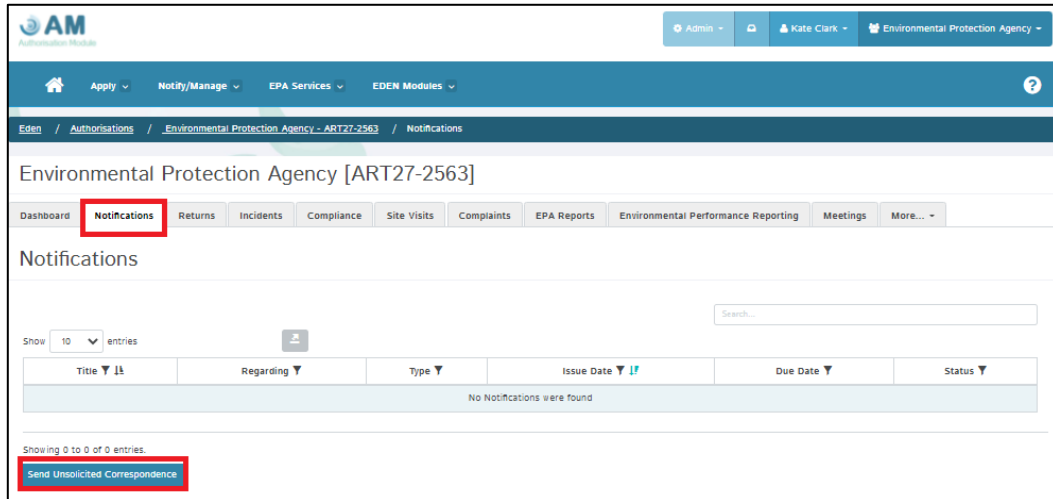 AM
Authorisation Module
Admin
Kate Clark
Environmental Protection Agency
Apply
Notify/Manage
EPA Services
EDEN Modules
?
Eden / Authorisations / Environmental Protection Agency - ART27-2563 / Notifications
Environmental Protection Agency [ART27-2563]
Dashboard Notifications Returns Incidents Compliance Site Visits Complaints EPA Reports Environmental Performance Reporting Meetings More...
Notifications
Search...
Show 10 entries
Title Regarding Type Issue Date Due Date Status
No Notifications were found
Showing 0 to 0 of 0 entries.
Send Unsolicited Correspondence